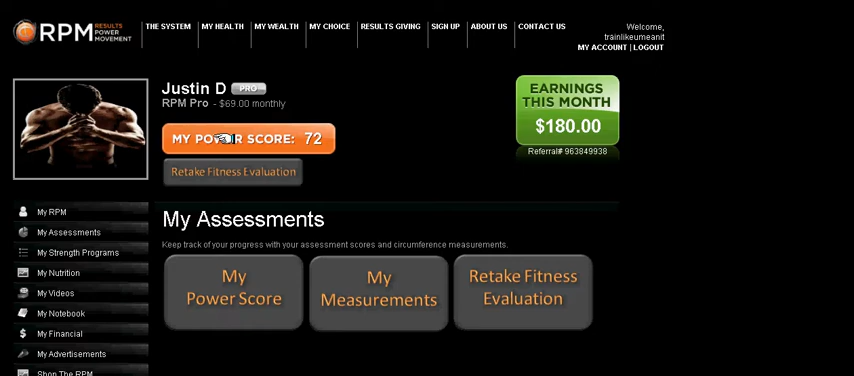 RPM RESULTS POWER MOVEMENT
THE SYSTEM MY HEALTH MY WEALTH MY CHOICE RESULTS GIVING SIGN UP ABOUT US CONTACT US
Welcome,
trainlikeumeanit
MY ACCOUNT | LOGOUT
Justin D PRO
RPM Pro - $69.00 monthly
MY POWER SCORE: 72
Retake Fitness Evaluation
EARNINGS
THIS MONTH
$180.00
Referral# 963849938
My RPM
My Assessments
My Strength Programs
My Nutrition
My Videos
My Notebook
My Financial
My Advertisements
Shop The RPM
My Assessments
Keep track of your progress with your assessment scores and circumference measurements.
My
Power Score
My
Measurements
Retake Fitness
Evaluation